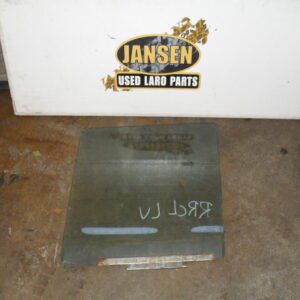 JANSEN
USED LARO PARTS
RRCL LV